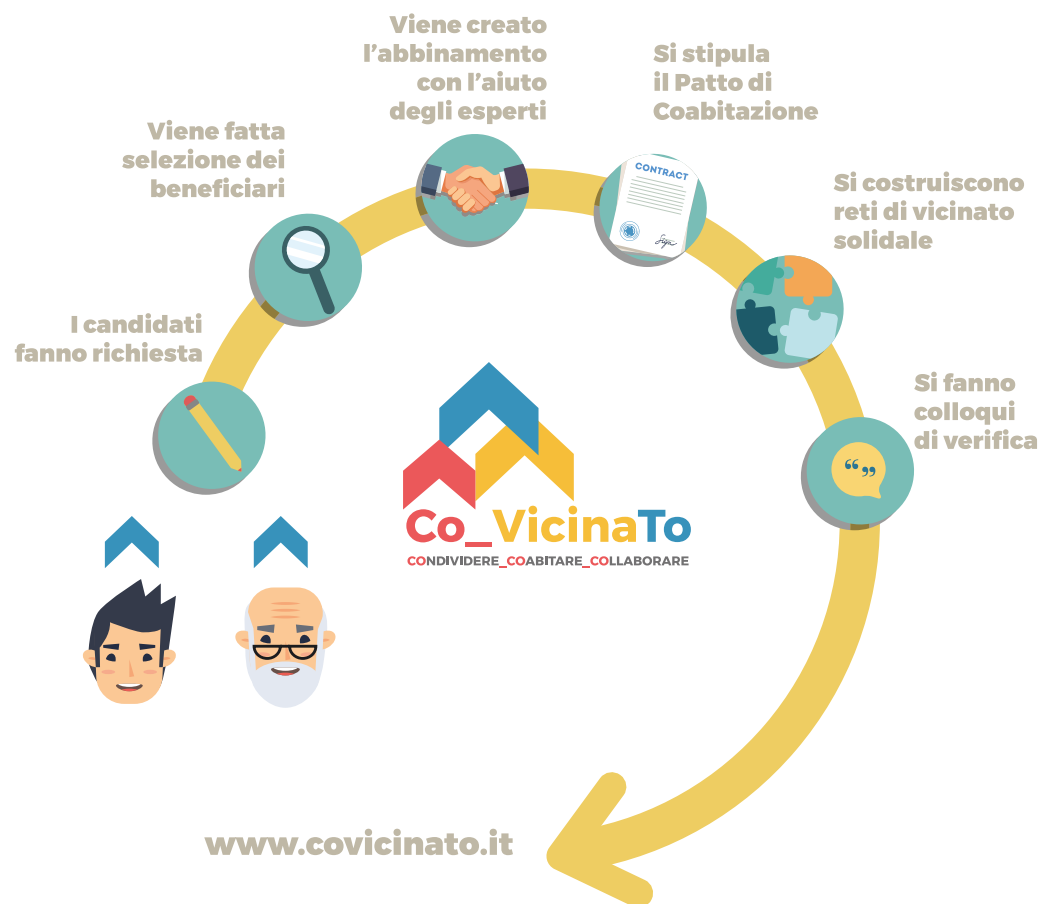 I candidati
fanno richiesta
Viene fatta
selezione dei
beneficiari
Viene creato
l'abbinamento
con l'aiuto
degli esperti
Si stipula
il Patto di
Coabitazione
CONTRACT
Sign
Si costruiscono
reti di vicinato
solidale
Si fanno
colloqui
di verifica
Co_VicinaTo
CONDIVIDERE_COABITARE_COLLABORARE
www.covicinato.it